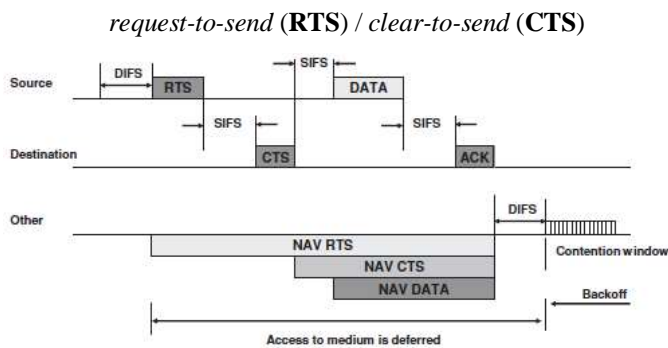 request-to-send (RTS) / clear-to-send (CTS)
SIFS
DIFS
Source
RTS
DATA
SIFS
SIFS
Destination
CTS
ACK
DIFS
Other
NAV RTS
Contention window
NAV CTS
NAV DATA
Backoff
Access to medium is deferred